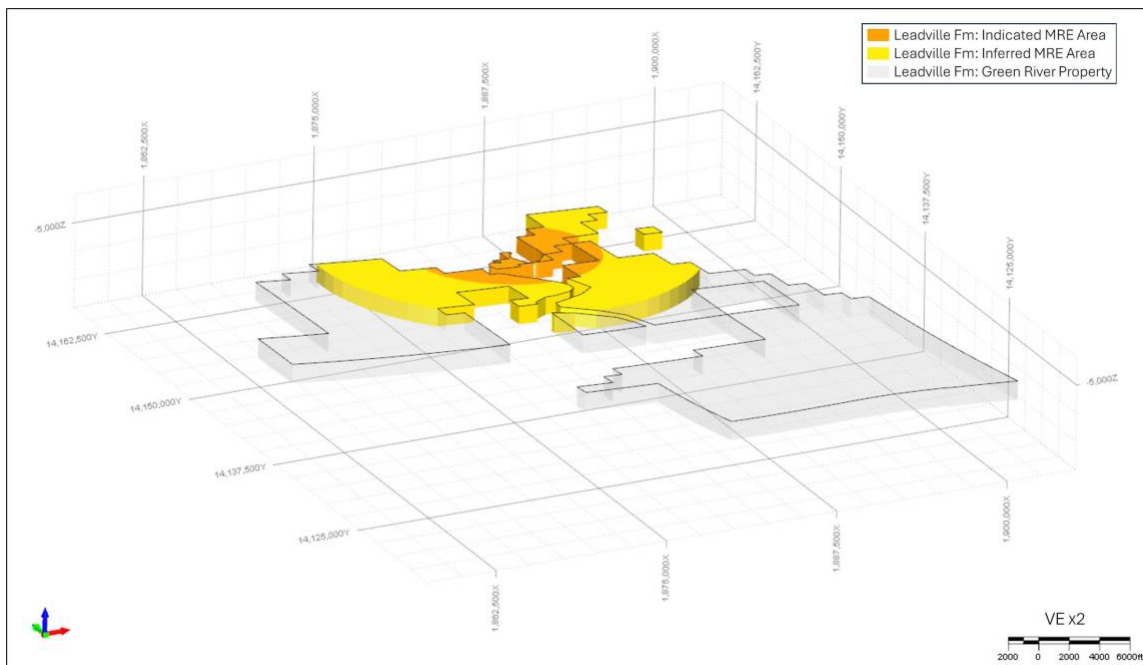 Leadville Fm: Indicated MRE Area
Leadville Fm: Inferred MRE Area
Leadville Fm: Green River Property
1,900,000X
14,162,500Y
1,887,500X
14,150,000Y
1,875,000X
1,862,500X
14,137,500Y
14,125,000Y
-5,000Z
-5,000Z
14,162,500Y
14,150,000Y
14,137,500Y
14,125,000Y
1,900,000X
1,887,500X
1,875,000X
1,862,500X
VE x2
2000 0 2000 4000 6000ft